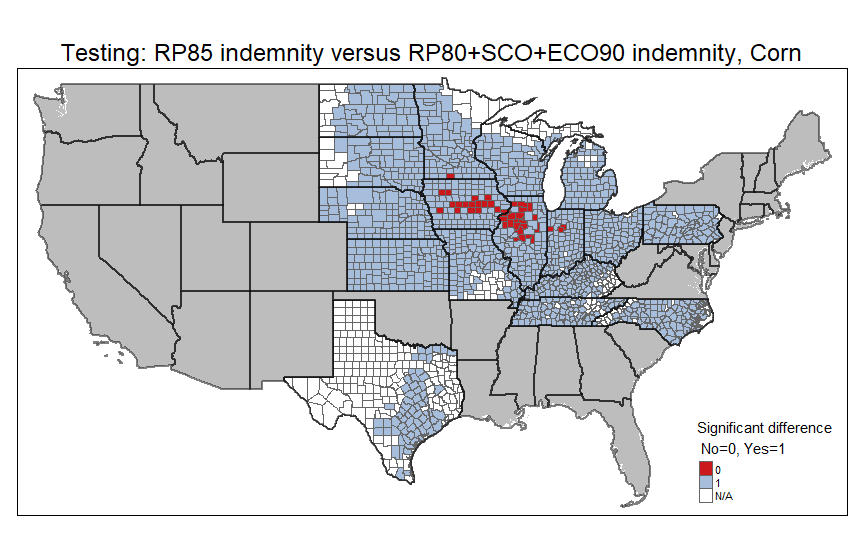 Testing: RP85 indemnity versus RP80+SCO+ECO90 indemnity, Corn
Significant difference
No=0, Yes=1
0
1
N/A